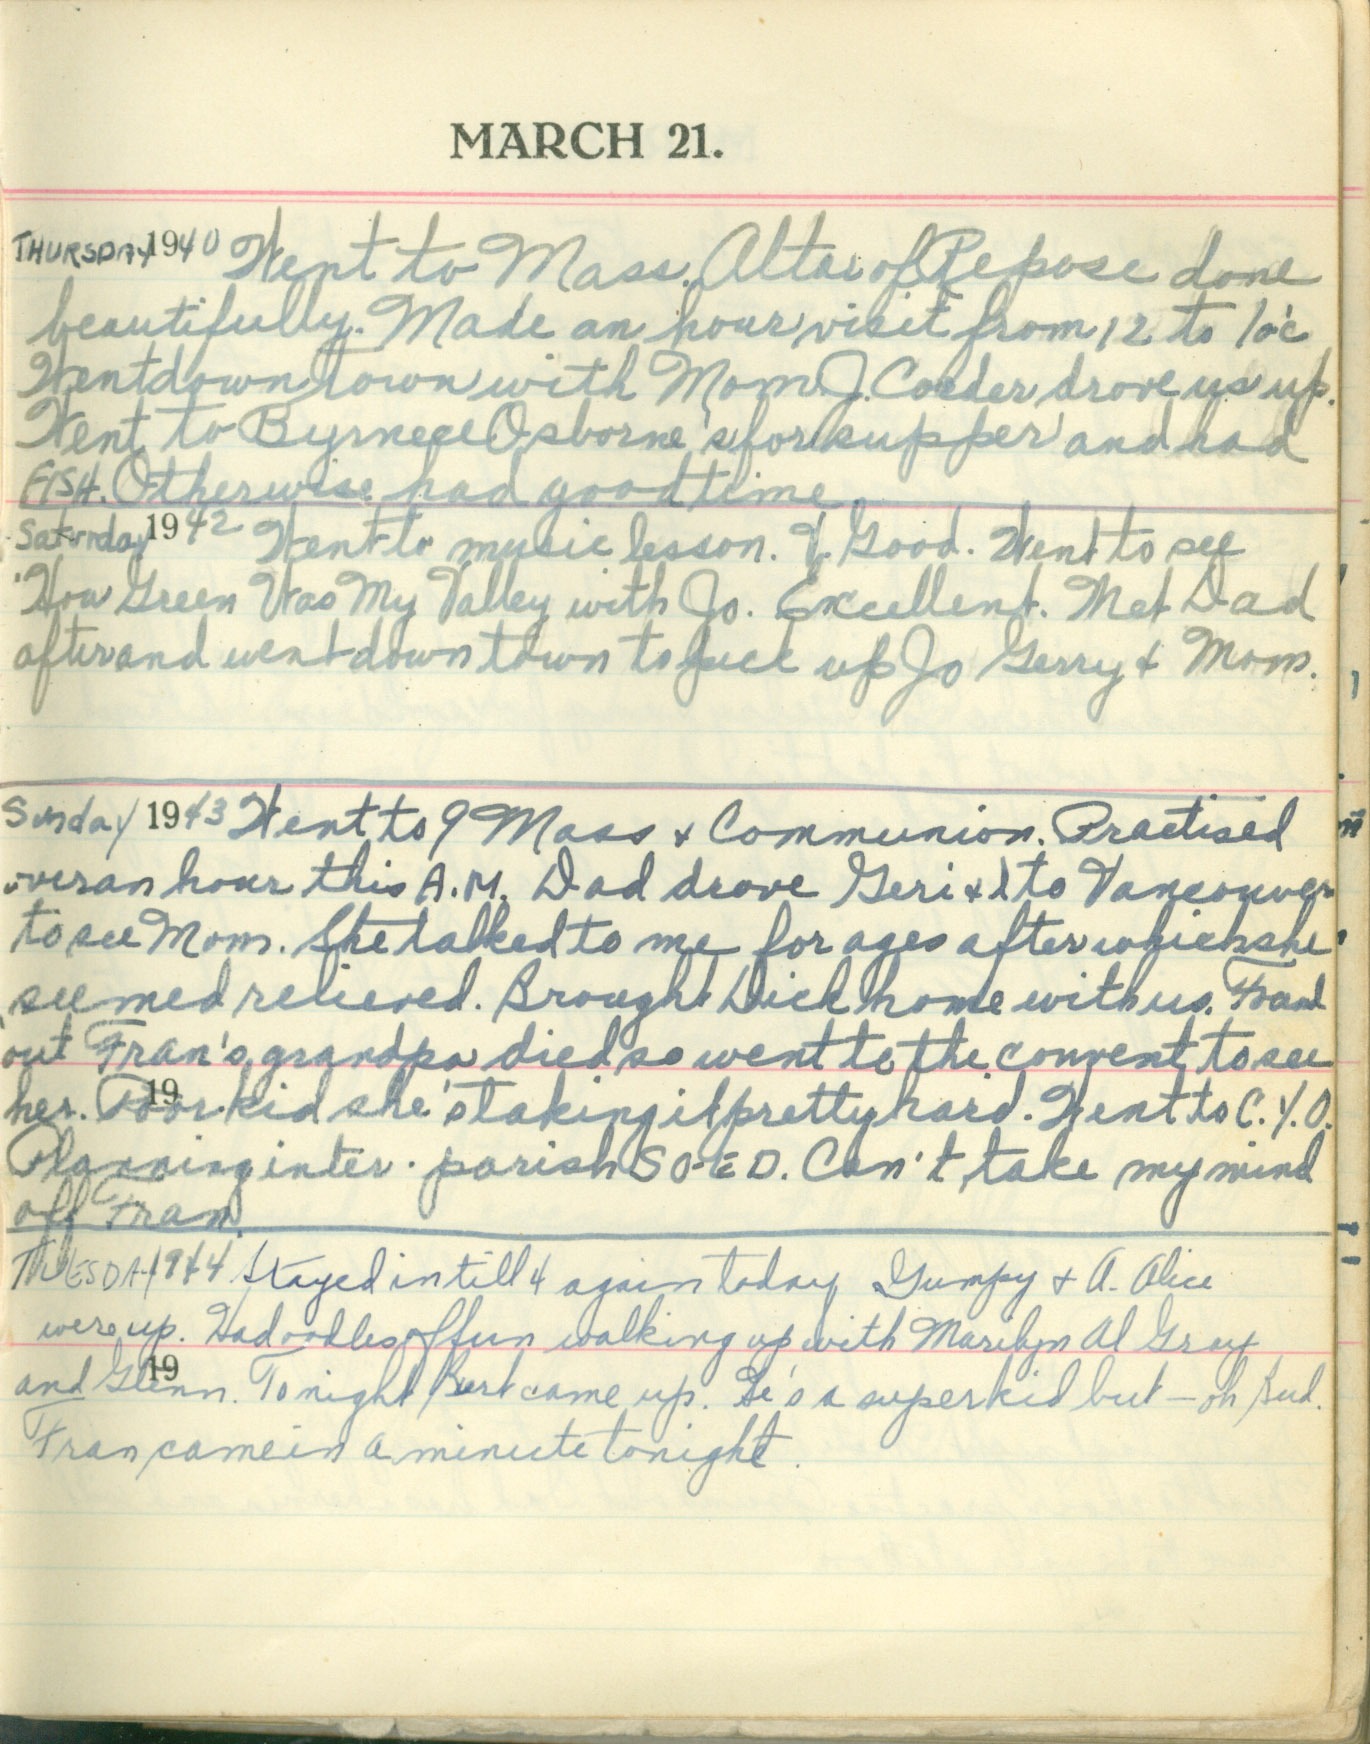 MARCH 21.
THURSDAY 1940 Went to Mass. Altar of Repose done
beautifully. Made an hour visit from 12 to 1 o'c
Went down town with Mom. J. Coeder drove us up.
Went to Byrnece Osborne's for supper and had
FISH. Otherwise had good time.
Saturday 1942 Went to music lesson. V. Good. Went to see
"How Green Was My Valley with Jo. Excellent. Met Dad
after and went down town to pick up Jo Gerry & Mom.
Sunday 1943 Went to 9 Mass & Communion. Practised
over an hour this A.M. Dad drove Geri & I to Vancouver
to see Mom. She talked to me for ages after which she
seemed relieved. Brought Dick home with us. Found
out Fran's grandpa died so went to the convent to see
her. Poor kid she's taking it pretty hard. Went to C.Y.O.
19
Planning inter-parish SO-ED. Can't take my mind
off Fran.
TUESDAY 1944 Stayed in till 4 again today Gumpy & A. Alice
were up. Had oodles of fun walking up with Marilyn Al Gray
and Glenn. Tonight Burt came up. He's a super kid but — oh Bud.
19
Fran came in a minute tonight.